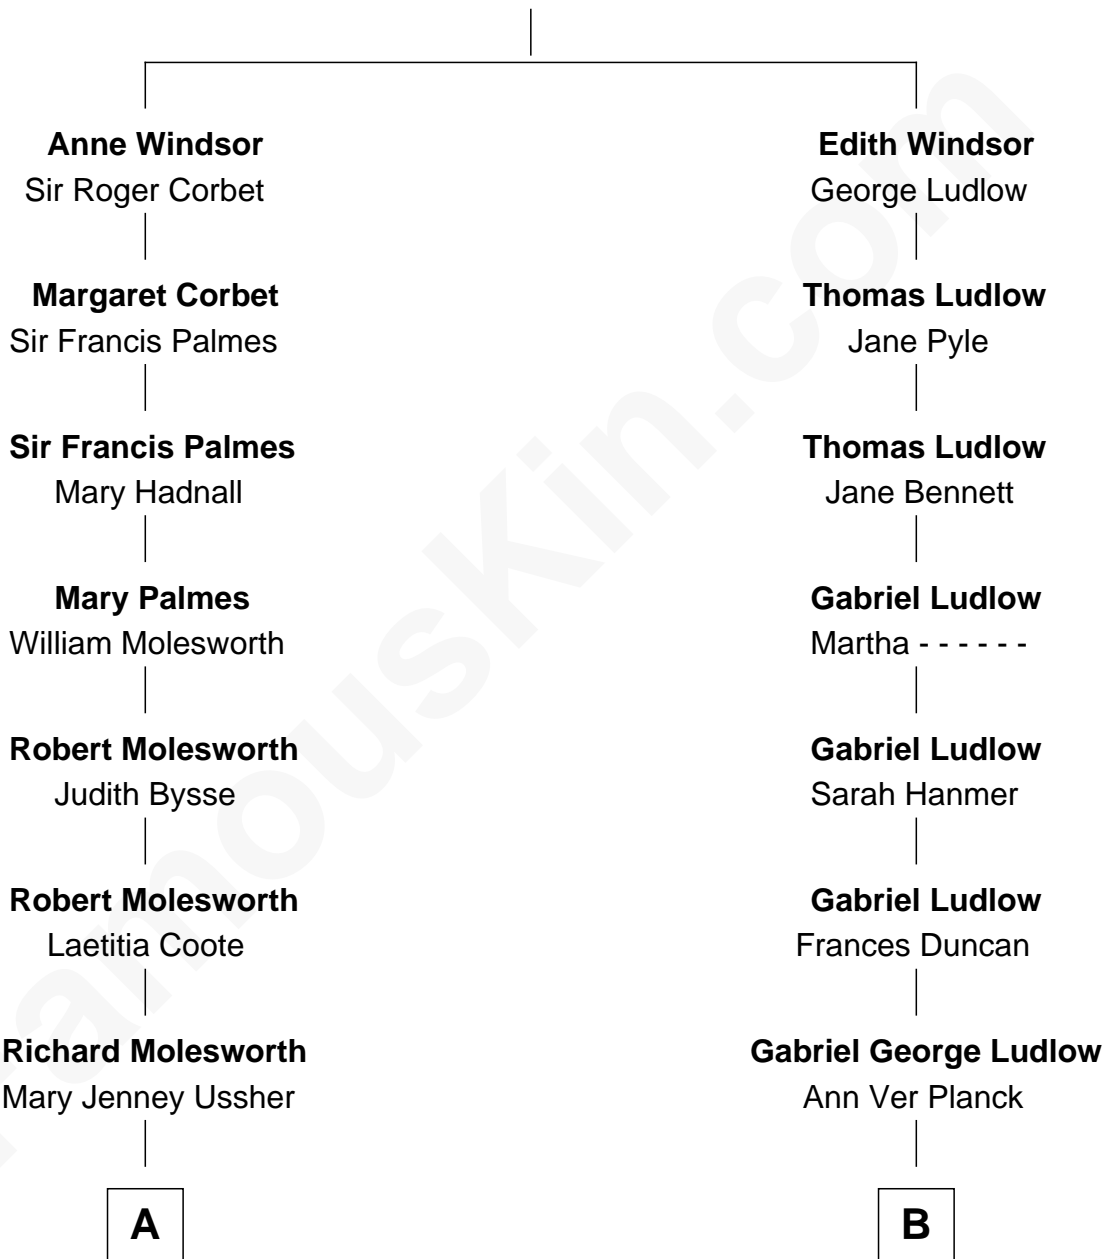 Anne Windsor
Sir Roger Corbet
Margaret Corbet
Sir Francis Palmes
Sir Francis Palmes
Mary Hadnall
Mary Palmes
William Molesworth
Robert Molesworth
Judith Bysse
Robert Molesworth
Laetitia Coote
Richard Molesworth
Mary Jenney Ussher
A
Edith Windsor
George Ludlow
Thomas Ludlow
Jane Pyle
Thomas Ludlow
Jane Bennett
Gabriel Ludlow
Martha - - - - - -
Gabriel Ludlow
Sarah Hanmer
Gabriel Ludlow
Frances Duncan
Gabriel George Ludlow
Ann Ver Planck
B
famouskin.com